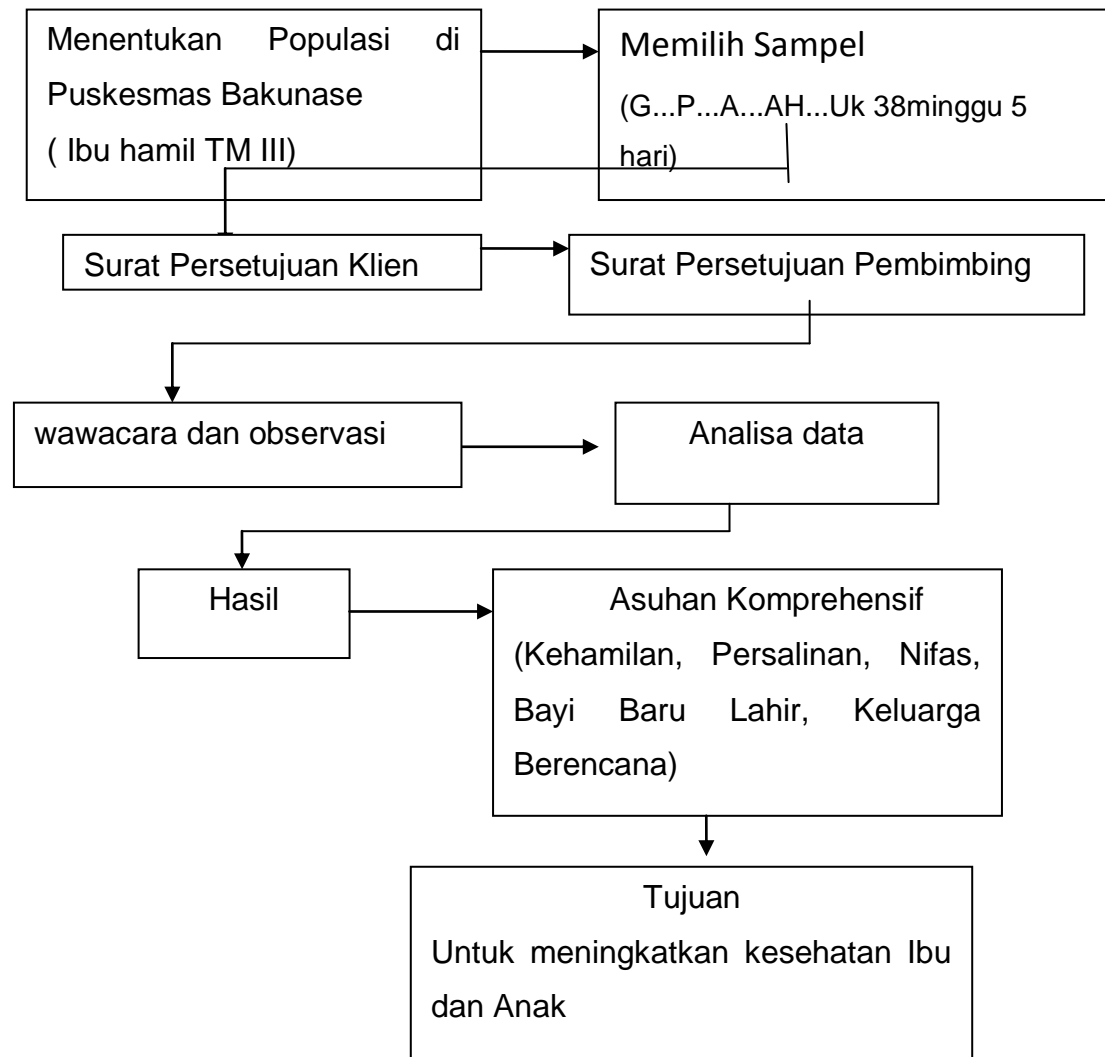 Menentukan Populasi di
Puskesmas Bakunase
( Ibu hamil TM III)
Memilih Sampel
(G...P...A...AH...Uk 38minggu 5
hari)
Surat Persetujuan Klien
Surat Persetujuan Pembimbing
wawacara dan observasi
Analisa data
Hasil
Asuhan Komprehensif
(Kehamilan, Persalinan, Nifas,
Bayi Baru Lahir, Keluarga
Berencana)
Tujuan
Untuk meningkatkan kesehatan Ibu
dan Anak